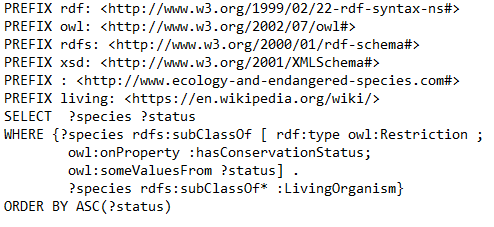 PREFIX rdf: <http://www.w3.org/1999/02/22-rdf-syntax-ns#>
PREFIX owl: <http://www.w3.org/2002/07/owl#>
PREFIX rdfs: <http://www.w3.org/2000/01/rdf-schema#>
PREFIX xsd: <http://www.w3.org/2001/XMLSchema#>
PREFIX : <http://www.ecology-and-endangered-species.com#>
PREFIX living: <https://en.wikipedia.org/wiki/>
SELECT  ?species ?status
WHERE {?species rdfs:subClassOf [ rdf:type owl:Restriction ;
        owl:onProperty :hasConservationStatus;
        owl:someValuesFrom ?status] .
        ?species rdfs:subClassOf* :LivingOrganism}
ORDER BY ASC(?status)